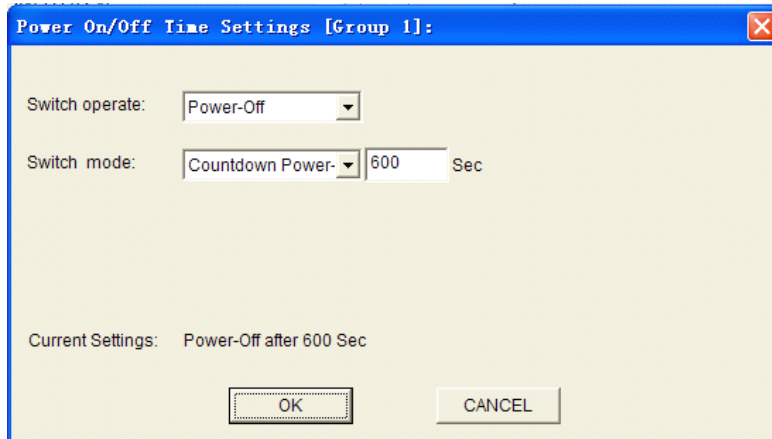 Power On/Off Time Settings [Group 1]:
Switch operate: Power-Off
Switch mode: Countdown Power- 600 Sec
Current Settings: Power-Off after 600 Sec
OK CANCEL